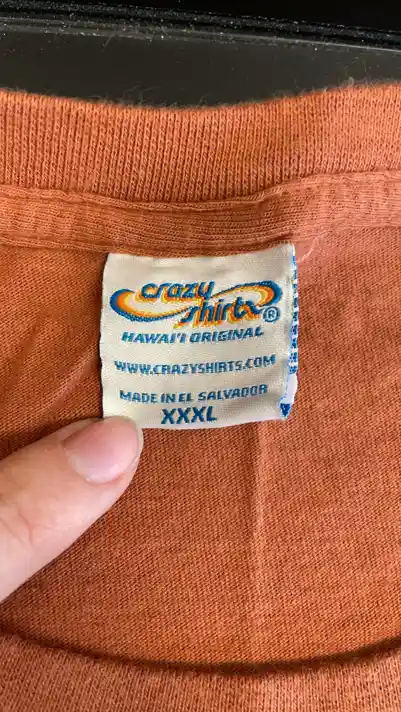 crazy
shirts®
HAWAI'I ORIGINAL
WWW.CRAZYSHIRTS.COM
MADE IN EL SALVADOR
XXXL